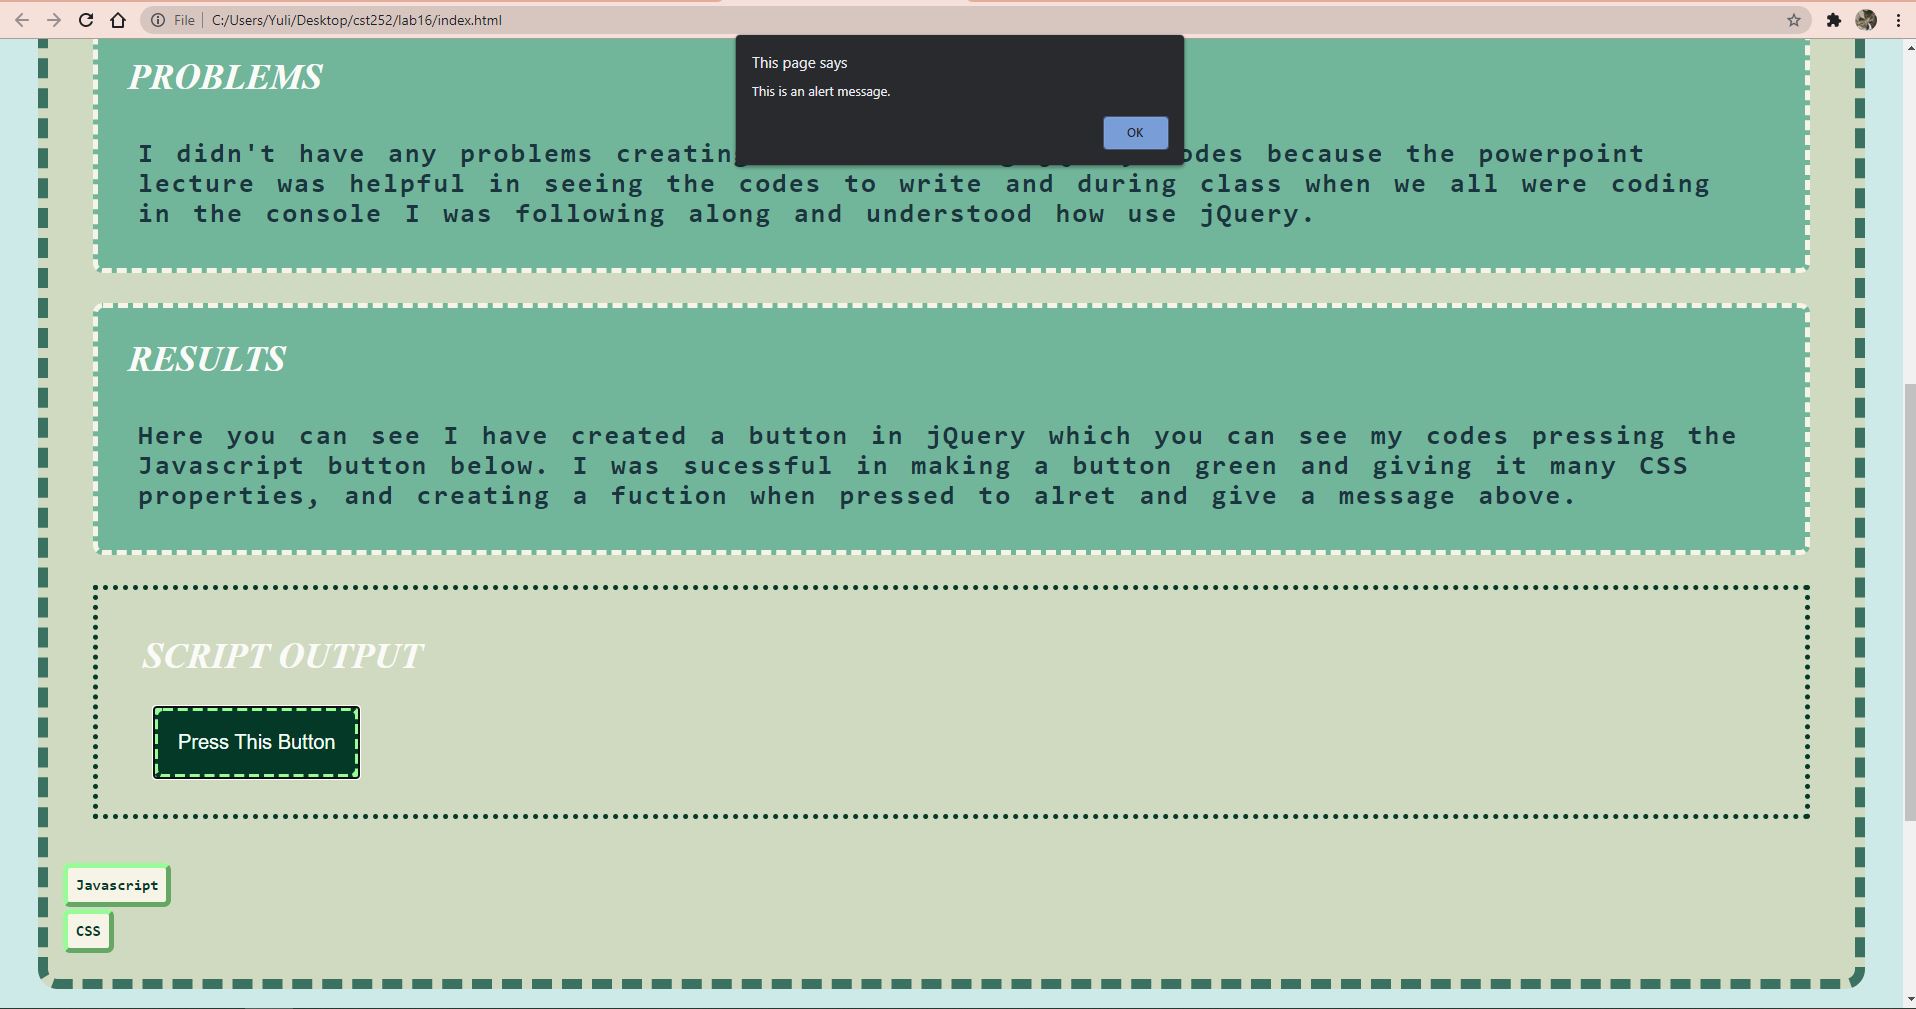 File C:/Users/Yuli/Desktop/cst252/lab16/index.html
This page says
This is an alert message.
OK
PROBLEMS
I didn't have any problems creating odes because the powerpoint
lecture was helpful in seeing the codes to write and during class when we all were coding
in the console I was following along and understood how use jQuery.
RESULTS
Here you can see I have created a button in jQuery which you can see my codes pressing the
Javascript button below. I was sucessful in making a button green and giving it many CSS
properties, and creating a fuction when pressed to alret and give a message above.
SCRIPT OUTPUT
Press This Button
Javascript
CSS